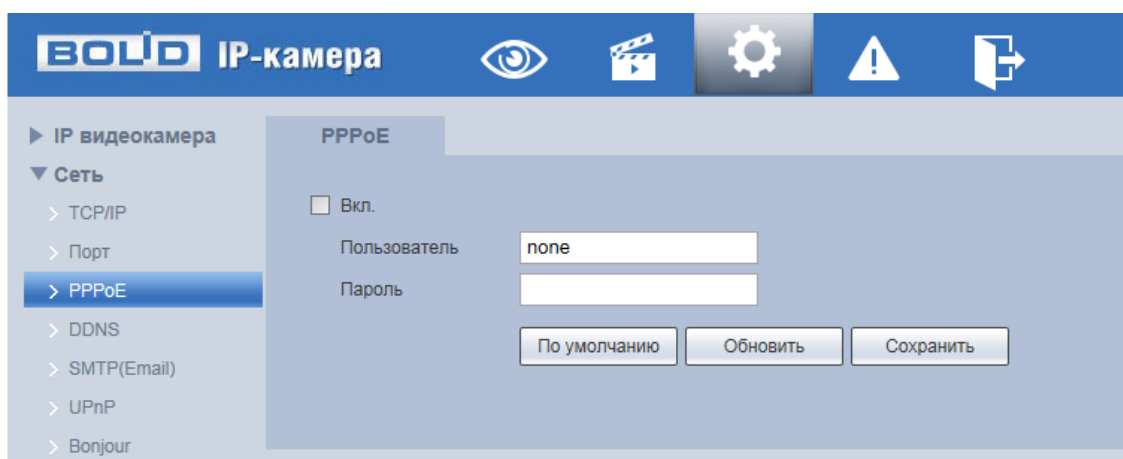 BOLID IP-камера
IP видеокамера
Сеть
TCP/IP
Порт
PPPoE
DDNS
SMTP(Email)
UPnP
Bonjour
PPPoE
Вкл.
Пользователь none
Пароль
По умолчанию Обновить Сохранить